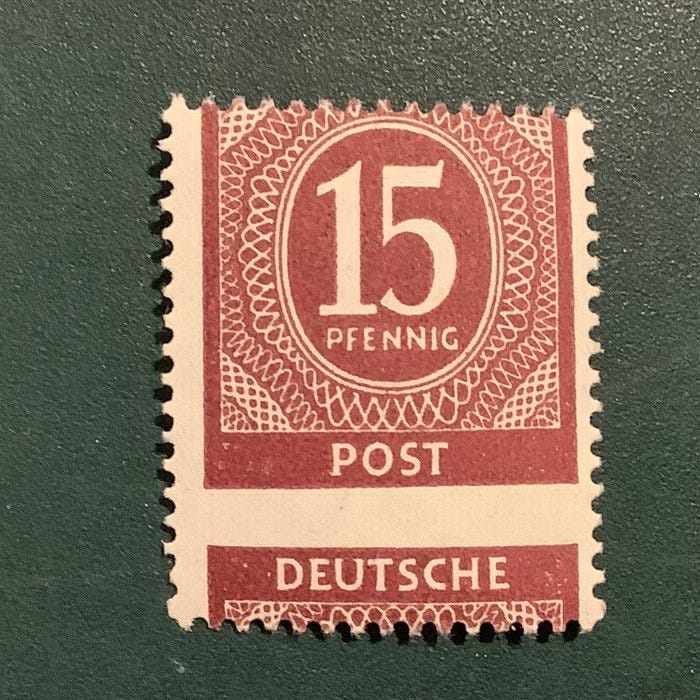 15
PFENNIG
POST
DEUTSCHE